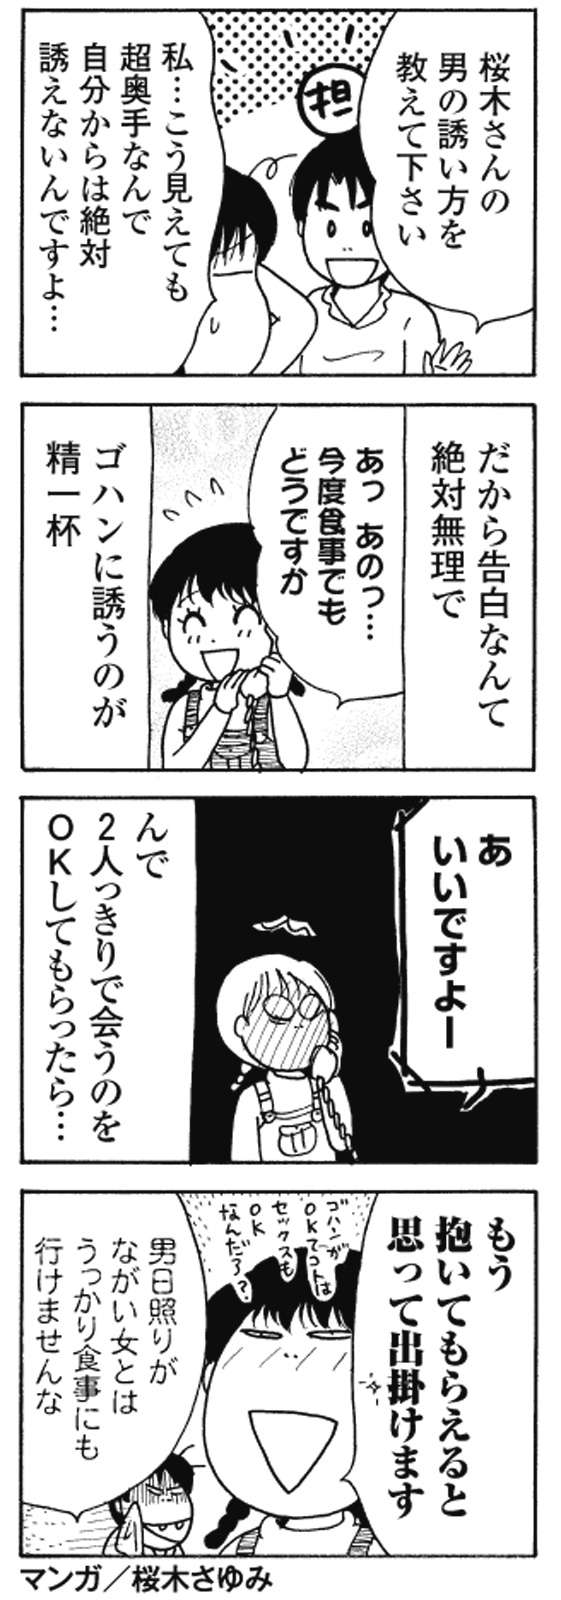 桜木さんの
男の誘い方を
教えて下さい
担
私…こう見えても
超奥手なんで
自分からは絶対
誘えないんですよ…
だから告白なんて
絶対無理で
あっ あのっ…
今度食事でも
どうですか
ゴハンに誘うのが
精一杯
あ
いいですよー
んで
2人っきりで会うのを
OKしてもらったら…
もう
抱いてもらえると
思って出掛けます
ゴハンが
OKてコトは
セックスも
OK
なんだろ?
男日照りが
ながい女とは
うっかり食事にも
行けませんな
マンガ／桜木さゆみ